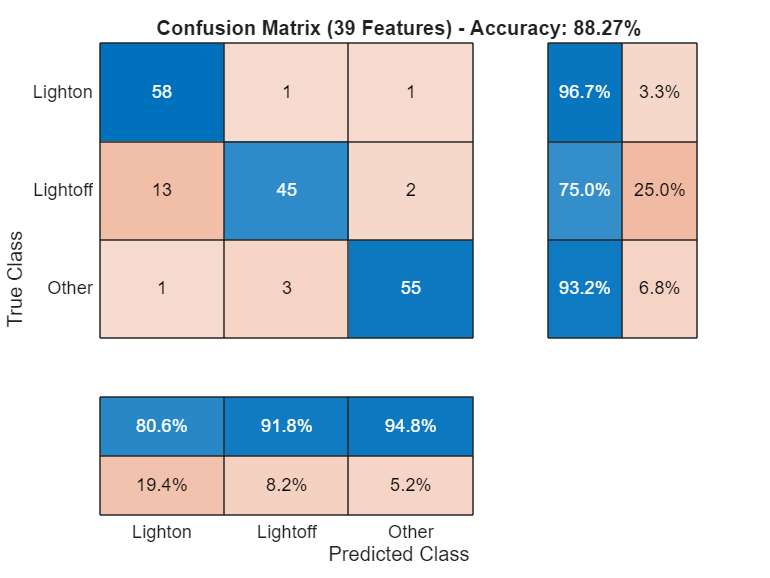 Confusion Matrix (39 Features) - Accuracy: 88.27%
Lighton 58 1 1 96.7% 3.3%
Lightoff 13 45 2 75.0% 25.0%
Other 1 3 55 93.2% 6.8%
True Class
80.6% 91.8% 94.8%
19.4% 8.2% 5.2%
Lighton Lightoff Other
Predicted Class